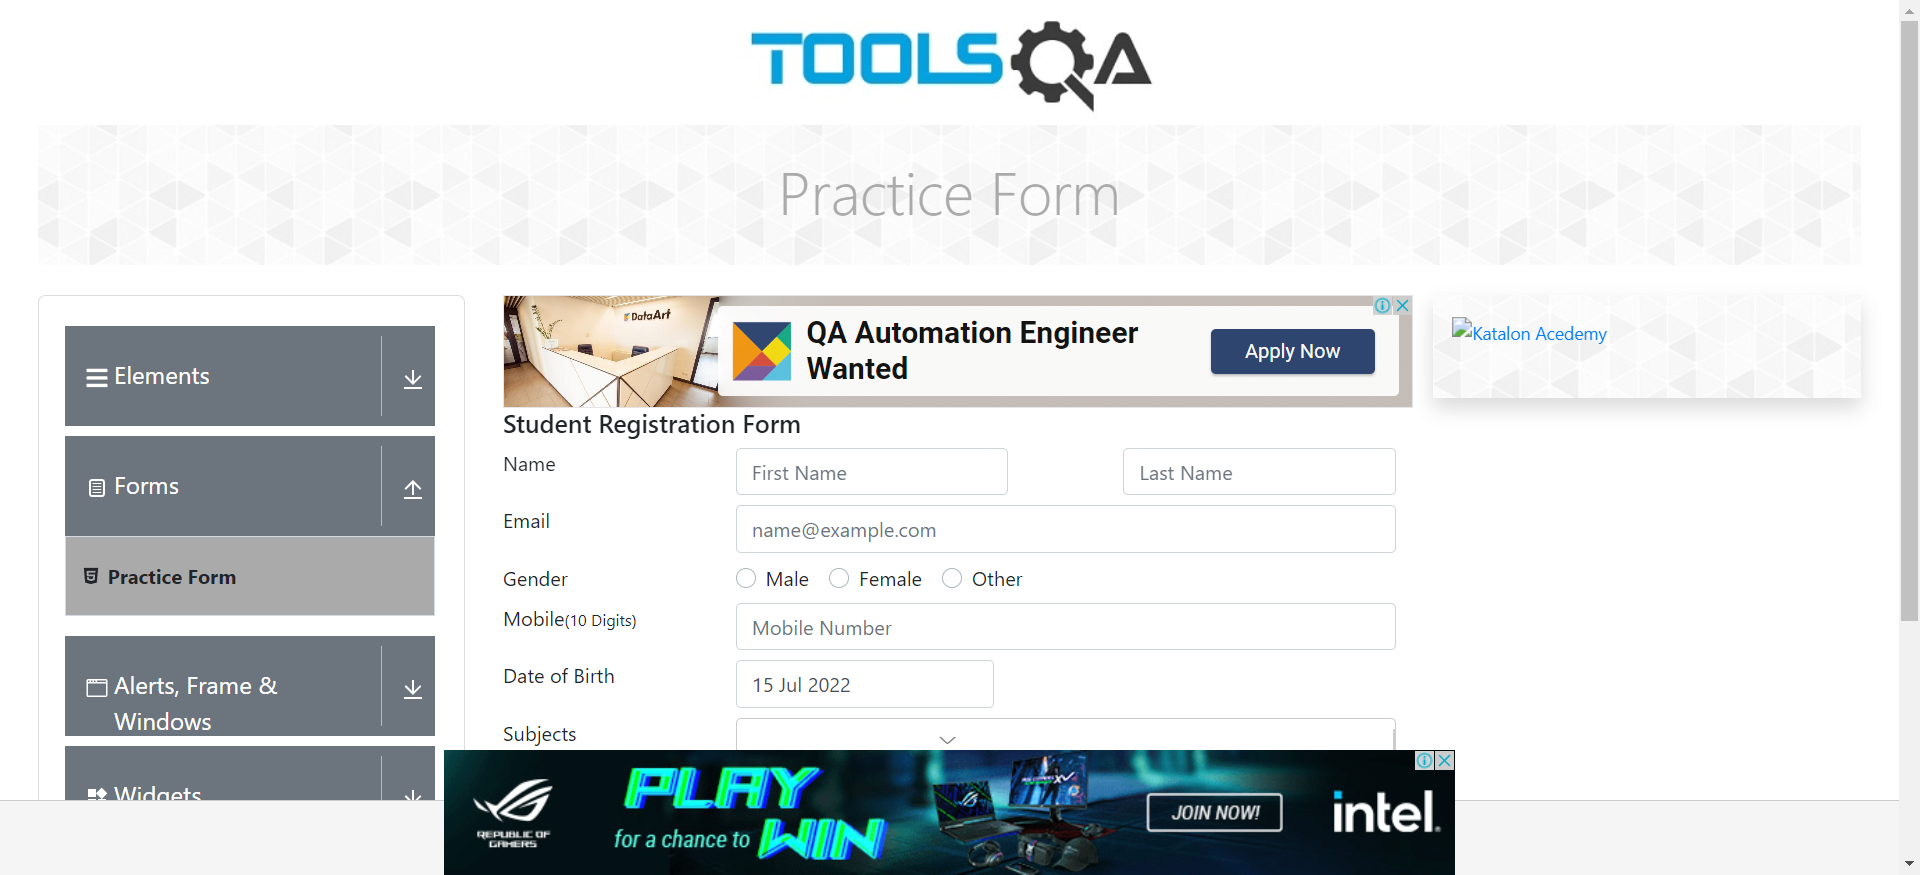 TOOLSQA
Practice Form
Elements
Forms
Practice Form
Alerts, Frame &
Windows
Widgets
DataArt
QA Automation Engineer
Wanted
Apply Now
Katalon Acedemy
Student Registration Form
Name
First Name
Last Name
Email
name@example.com
Gender
Male
Female
Other
Mobile(10 Digits)
Mobile Number
Date of Birth
15 Jul 2022
Subjects
REPUBLIC OF
GAMERS
PLAY
for a chance to WIN
JOIN NOW!
intel.